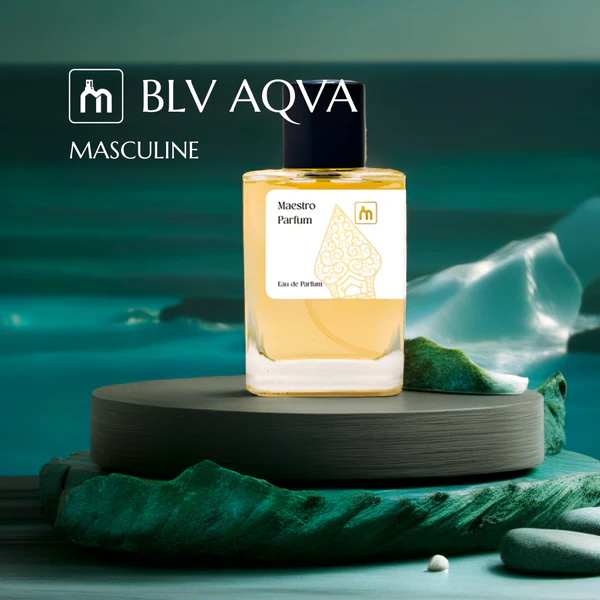 BLV AQVA
MASCULINE
Maestro
Parfum
Eau de Parfum